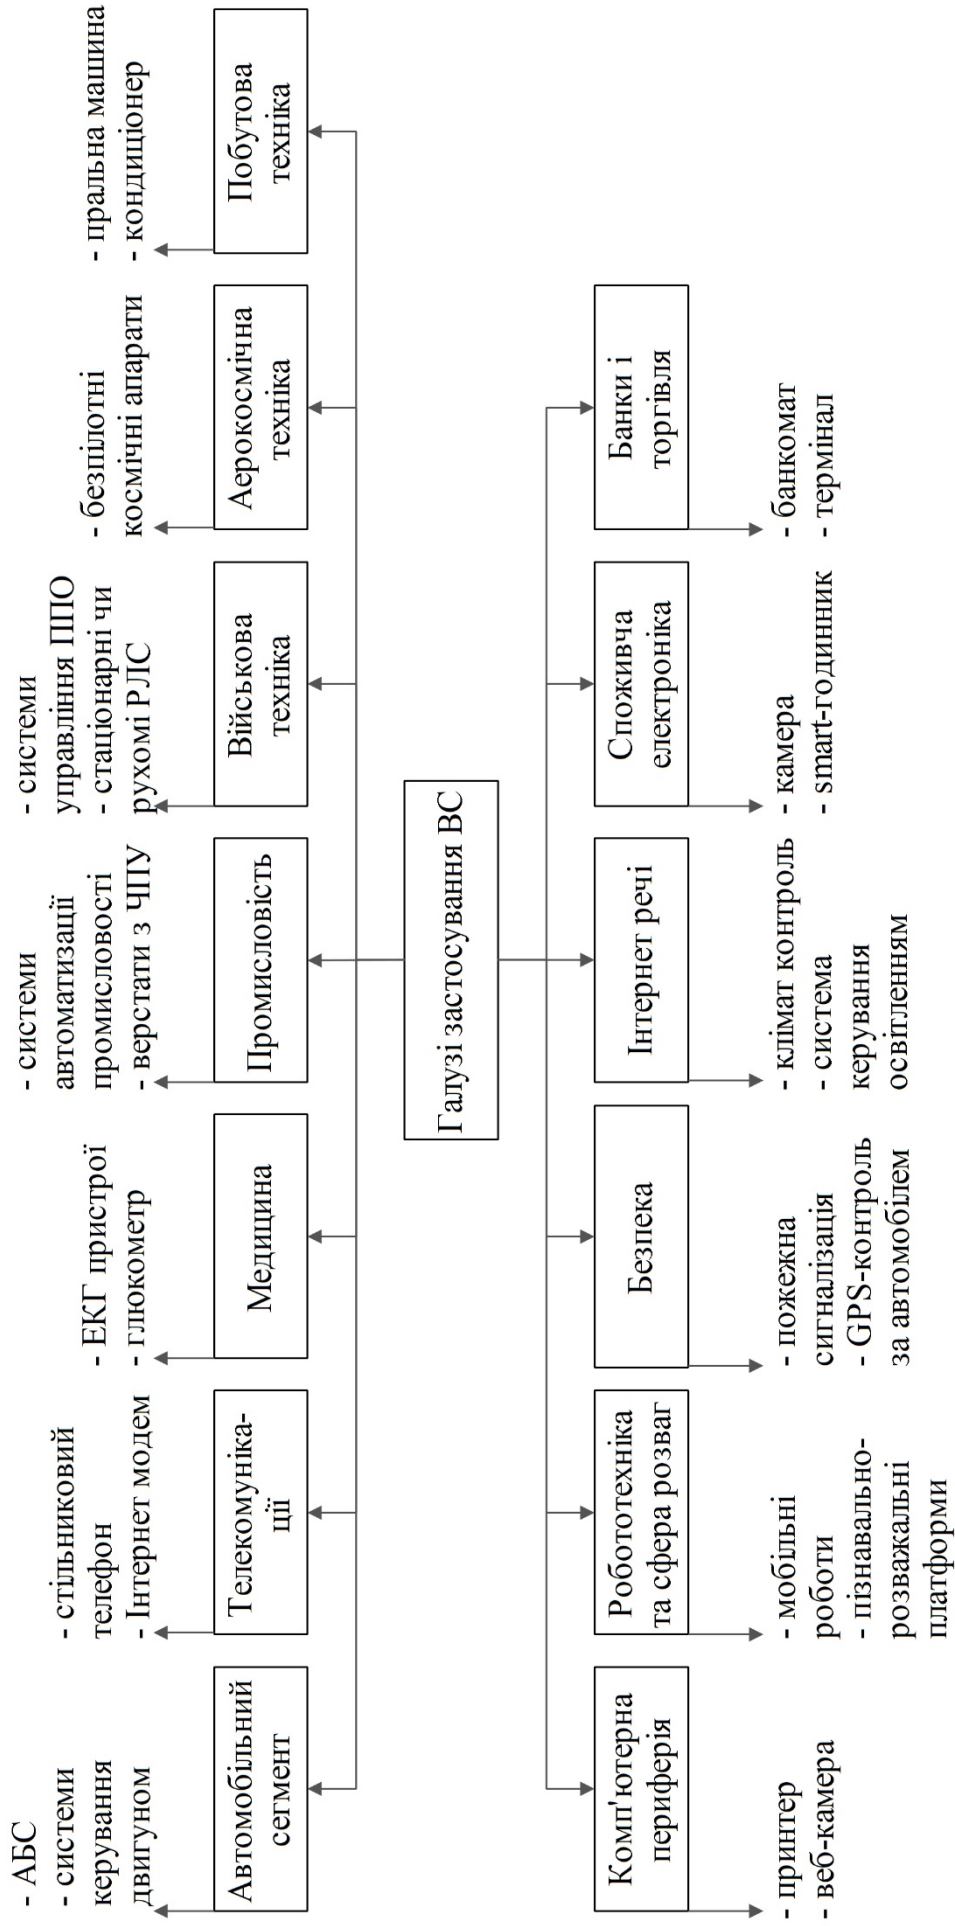 - АБС
- системи
керування
двигуном
Автомобільний
сегмент
- стільниковий
телефон
- Інтернет модем
Телекомуніка-
ції
- ЕКГ пристрої
- глюкометр
Медицина
- системи
автоматизації
промисловості
- верстати з ЧПУ
Промисловість
- системи
управління ППО
- стаціонарні чи
рухомі РЛС
Військова
техніка
- безпілотні
космічні апарати
Аерокосмічна
техніка
- пральна машина
- кондиціонер
Побутова
техніка
Галузі застосування ВС
Комп'ютерна
периферія
- принтер
- веб-камера
Робототехніка
та сфера розваг
- мобільні
роботи
- пізнавально-
розважальні
платформи
Безпека
- пожежна
сигналізація
- GPS-контроль
за автомобілем
Інтернет речі
- клімат контроль
- система
керування
освітленням
Споживча
електроніка
- камера
- smart-годинник
Банки і
торгівля
- банкомат
- термінал